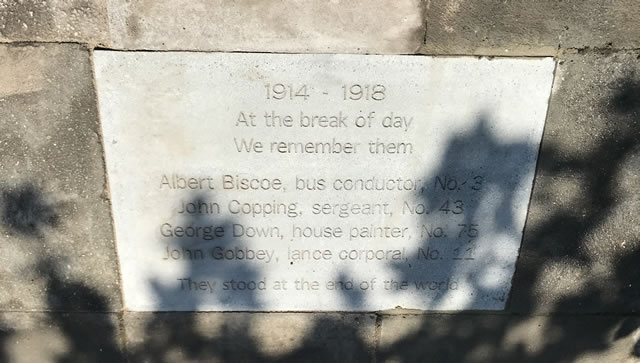 1914 - 1918
At the break of day
We remember them
Albert Biscoe, bus conductor, No. 3
John Copping, sergeant, No. 43
George Down, house painter, No. 75
John Gobbey, lance corporal, No. 11
They stood at the end of the world